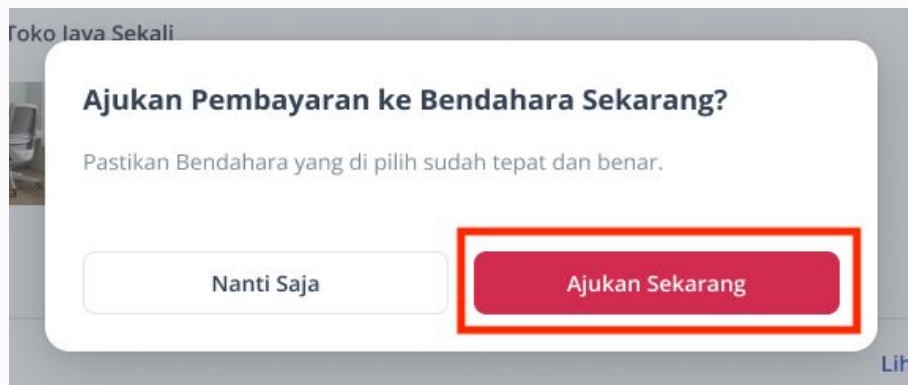 Toko Jaya Sekali
Ajukan Pembayaran ke Bendahara Sekarang?
Pastikan Bendahara yang di pilih sudah tepat dan benar.
Nanti Saja
Ajukan Sekarang